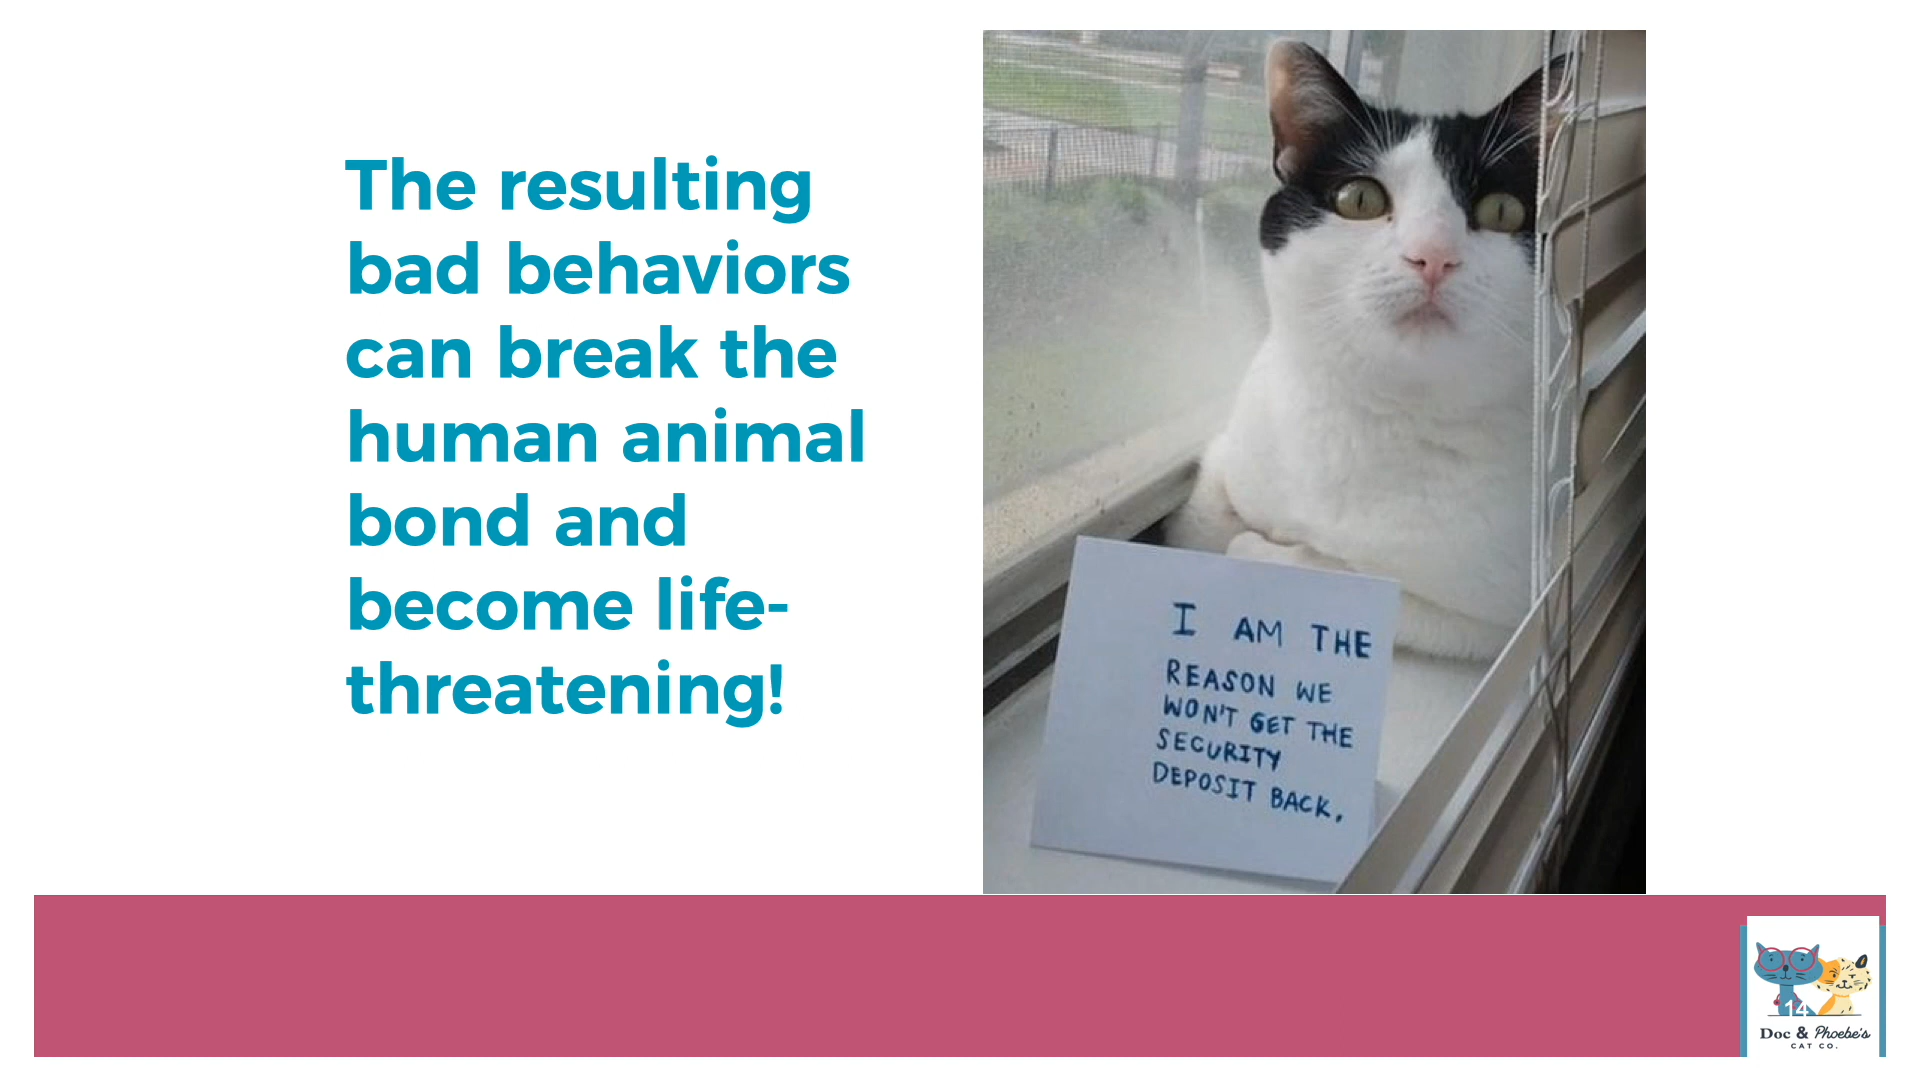 The resulting
bad behaviors
can break the
human animal
bond and
become life-
threatening!
I AM THE
REASON WE
WON'T GET THE
SECURITY
DEPOSIT BACK.
14
Doc & Phoebe's
CAT CO.